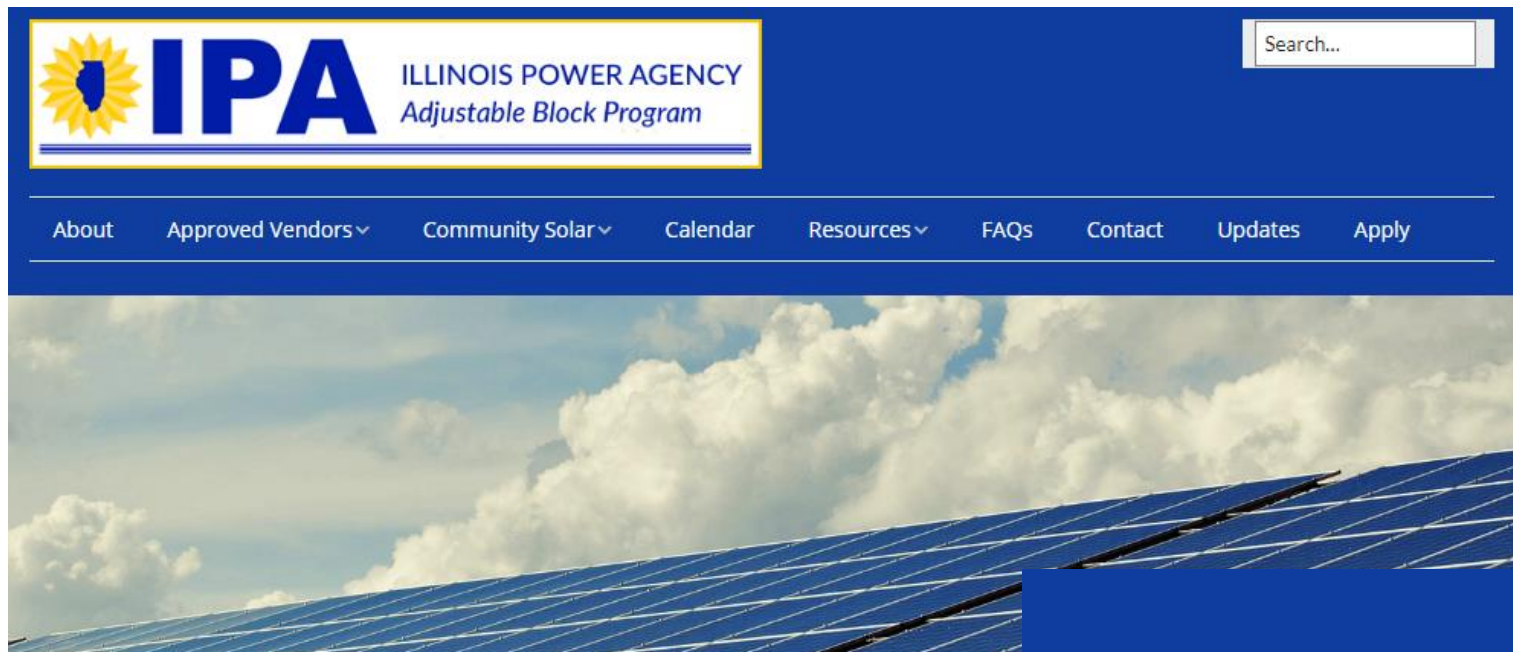 IPA
ILLINOIS POWER AGENCY
Adjustable Block Program
Search...
About Approved Vendors Community Solar Calendar Resources FAQs Contact Updates Apply